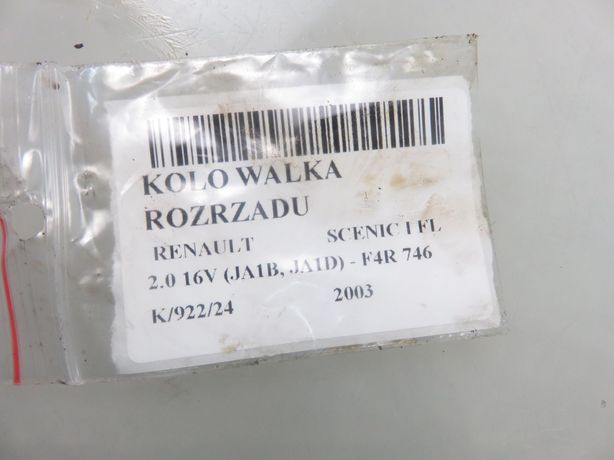 KOLO WALKA
ROZRZADU
RENAULT SCENIC I FL
2.0 16V (JA1B, JA1D) - F4R 746
K/922/24 2003